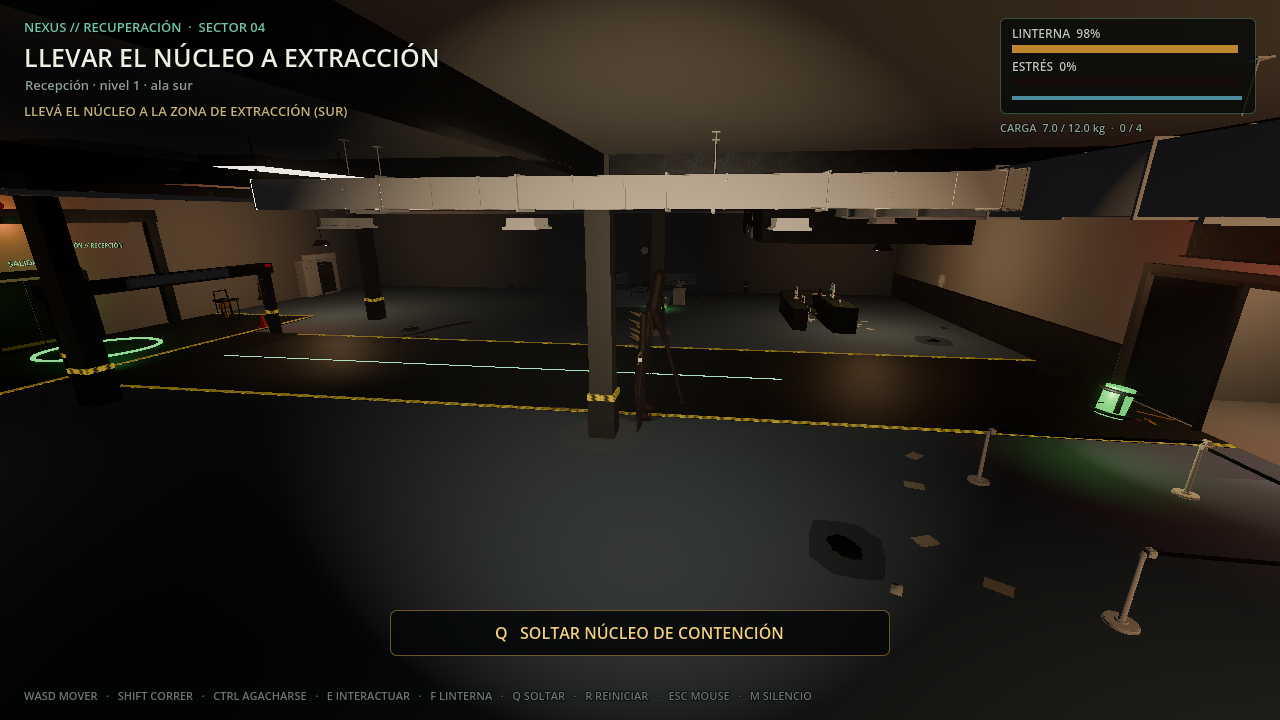 NEXUS // RECUPERACIÓN · SECTOR 04
LLEVAR EL NÚCLEO A EXTRACCIÓN
Recepción · nivel 1 · ala sur
LLEVÁ EL NÚCLEO A LA ZONA DE EXTRACCIÓN (SUR)
LINTERNA 98%
ESTRÉS 0%
CARGA 7.0 / 12.0 kg · 0 / 4
// RECEPCIÓN
Q SOLTAR NÚCLEO DE CONTENCIÓN
WASD MOVER · SHIFT CORRER · CTRL AGACHARSE · E INTERACTUAR · F LINTERNA · Q SOLTAR · R REINICIAR · ESC MOUSE · M SILENCIO